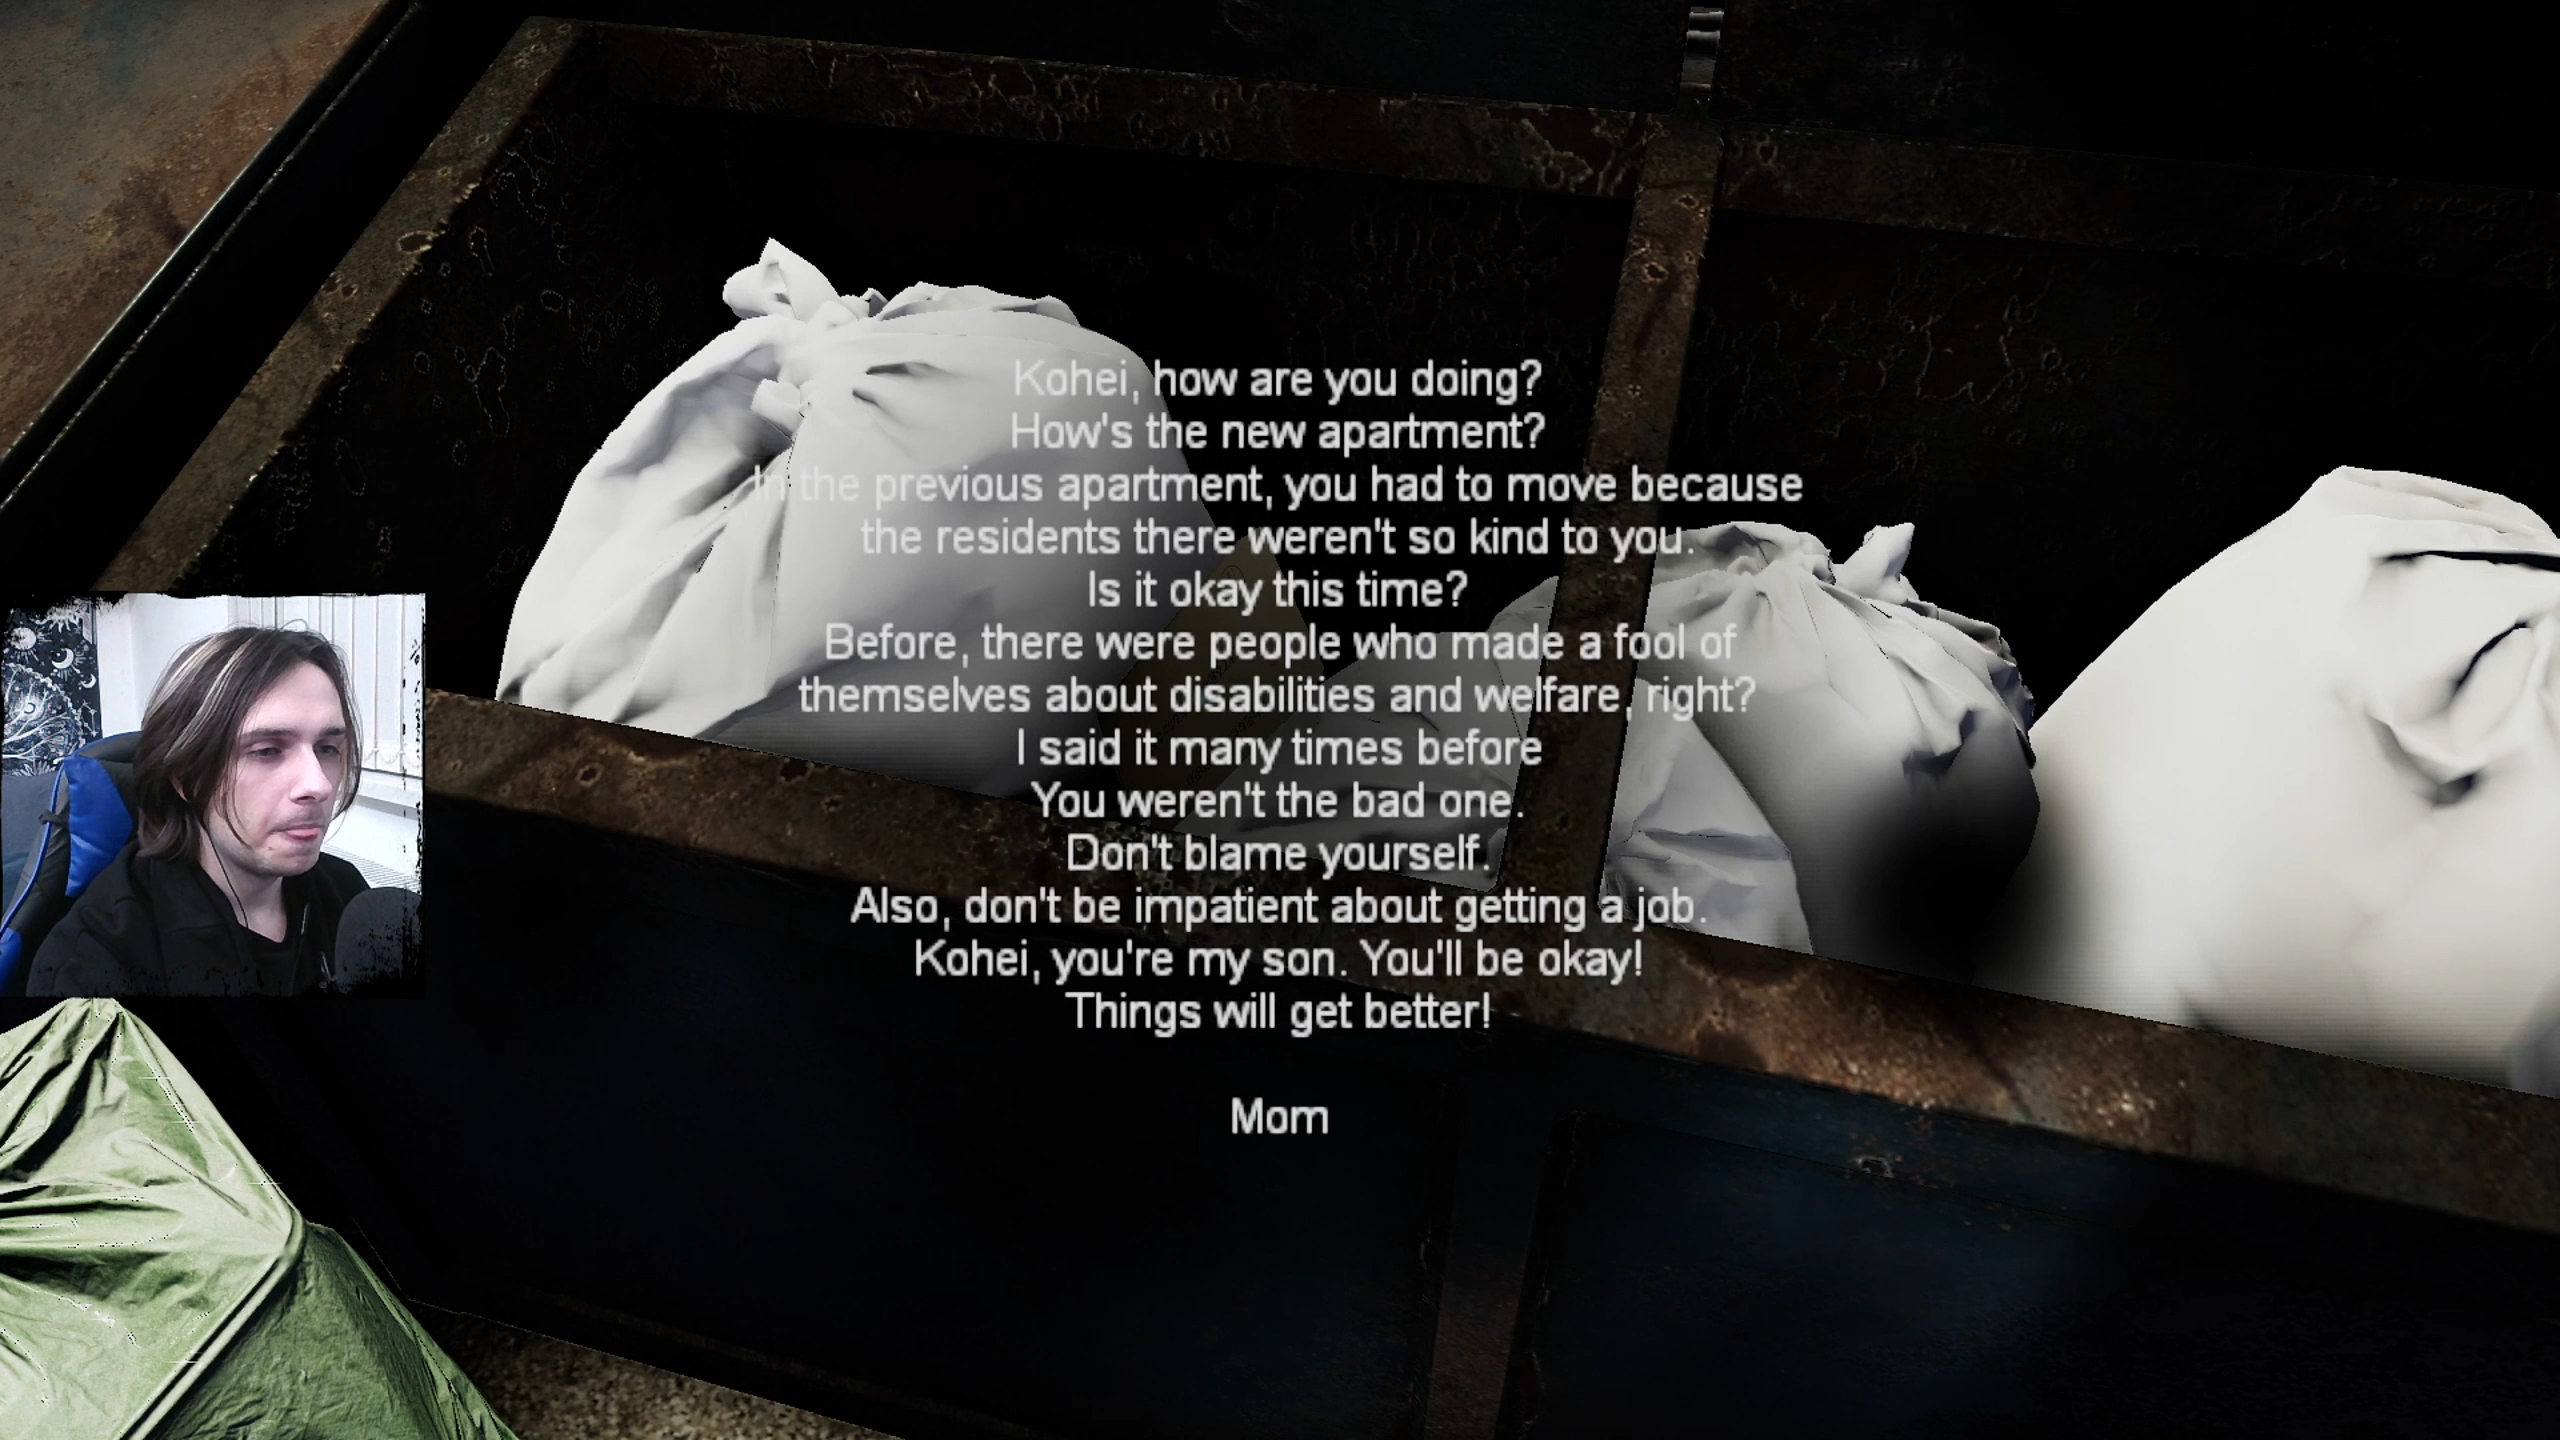 Kohei, how are you doing?
How's the new apartment?
In the previous apartment, you had to move because
the residents there weren't so kind to you.
Is it okay this time?
Before, there were people who made a fool of
themselves about disabilities and welfare, right?
I said it many times before
You weren't the bad one.
Don't blame yourself.
Also, don't be impatient about getting a job.
Kohei, you're my son. You'll be okay!
Things will get better!
Mom